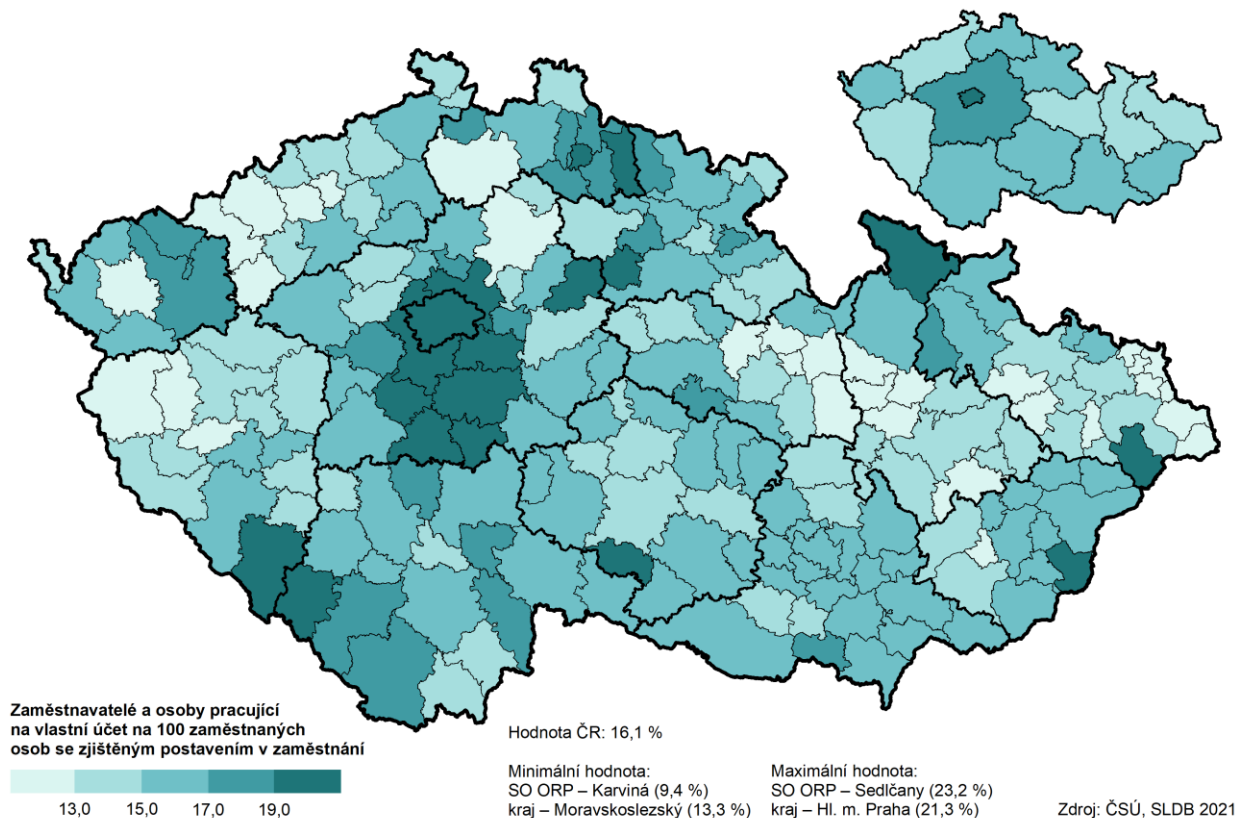 Zaměstnavatelé a osoby pracující
na vlastní účet na 100 zaměstnaných
osob se zjištěným postavením v zaměstnání
13,0 15,0 17,0 19,0
Hodnota ČR: 16,1 %
Minimální hodnota:
SO ORP – Karviná (9,4 %)
kraj – Moravskoslezský (13,3 %)
Maximální hodnota:
SO ORP – Sedlčany (23,2 %)
kraj – Hl. m. Praha (21,3 %)
Zdroj: ČSÚ, SLDB 2021